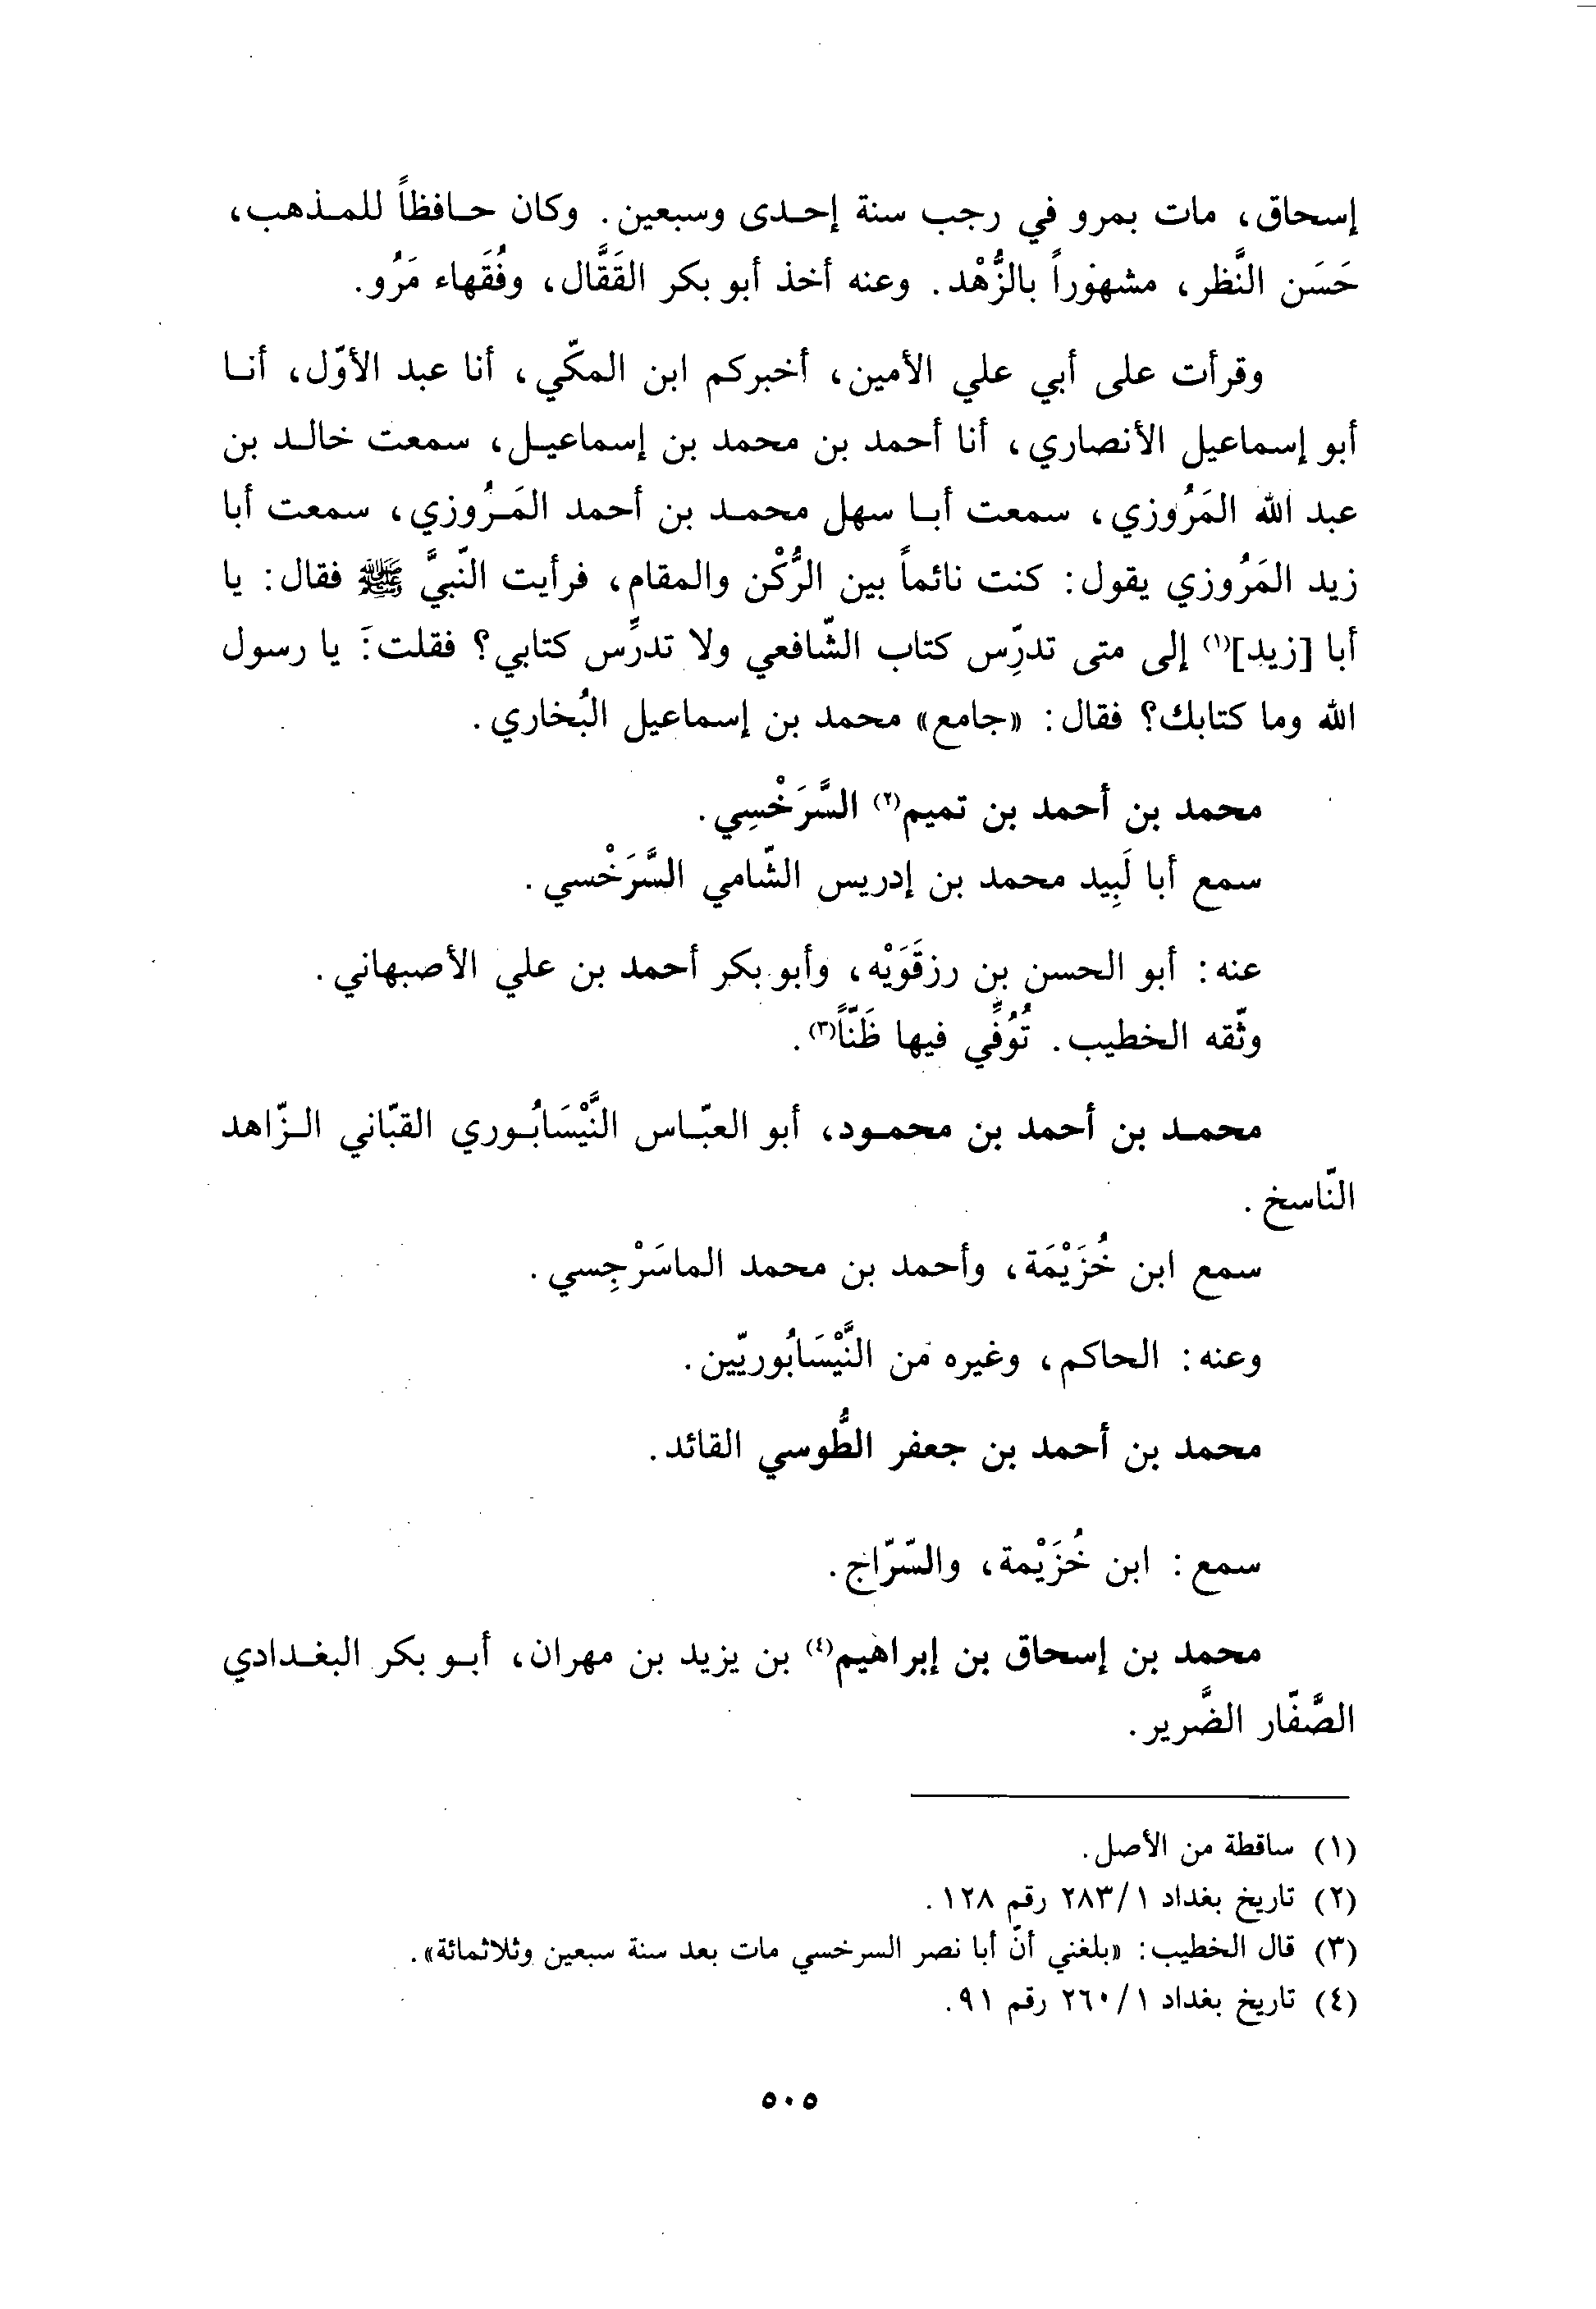 إسحاق، مات بمرو في رجب سنة إحدى وسبعين. وكان حافظاً للمذهب،
حَسَن النَّظر، مشهوراً بالزُّهْد. وعنه أخذ أبو بكر القَفَّال، وفُقَهاء مَرُو.
وقرأت على أبي علي الأمين، أخبركم ابن المكّي، أنا عبد الأوّل، أنا
أبو إسماعيل الأنصاري، أنا أحمد بن محمد بن إسماعيل، سمعت خالد بن
عبد الله المَرُوزي، سمعت أبا سهل محمد بن أحمد المَرُوزي، سمعت أبا
زيد المَرُوزي يقول: كنت نائماً بين الرُّكْن والمقام، فرأيت النّبيَّ ﷺ فقال: يا
أبا [زيد](١) إلى متى تدرِّس كتاب الشّافعي ولا تدرِّس كتابي؟ فقلت: يا رسول
الله وما كتابك؟ فقال: «جامع» محمد بن إسماعيل البُخاري.
محمد بن أحمد بن تميم(٢) السَّرَخْسِي.
سمع أبا لَبِيد محمد بن إدريس الشّامي السَّرَخْسي.
عنه: أبو الحسن بن رزقَوَيْه، وأبو بكر أحمد بن علي الأصبهاني.
وثّقه الخطيب. تُوُفِّي فيها ظَنّاً(٣).
محمد بن أحمد بن محمود، أبو العبّاس النَّيْسَابُوري القبّاني الزّاهد
النّاسخ.
سمع ابن خُزَيْمَة، وأحمد بن محمد الماسَرْجِسي.
وعنه: الحاكم، وغيره من النَّيْسَابُوريّين.
محمد بن أحمد بن جعفر الطُّوسي القائد.
سمع: ابن خُزَيْمة، والسّرّاج.
محمد بن إسحاق بن إبراهيم(٤) بن يزيد بن مهران، أبو بكر البغدادي
الصَّفّار الضَّرير.
(١) ساقطة من الأصل.
(٢) تاريخ بغداد ٢٨٣/١ رقم ١٢٨.
(٣) قال الخطيب: «بلغني أنّ أبا نصر السرخسي مات بعد سنة سبعين وثلاثمائة».
(٤) تاريخ بغداد ٢٦٠/١ رقم ٩١.
٥٠٥